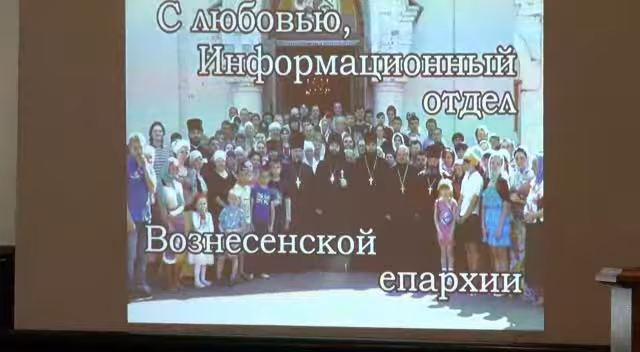 С любовью,
Информационный
отдел
Вознесенской
епархии